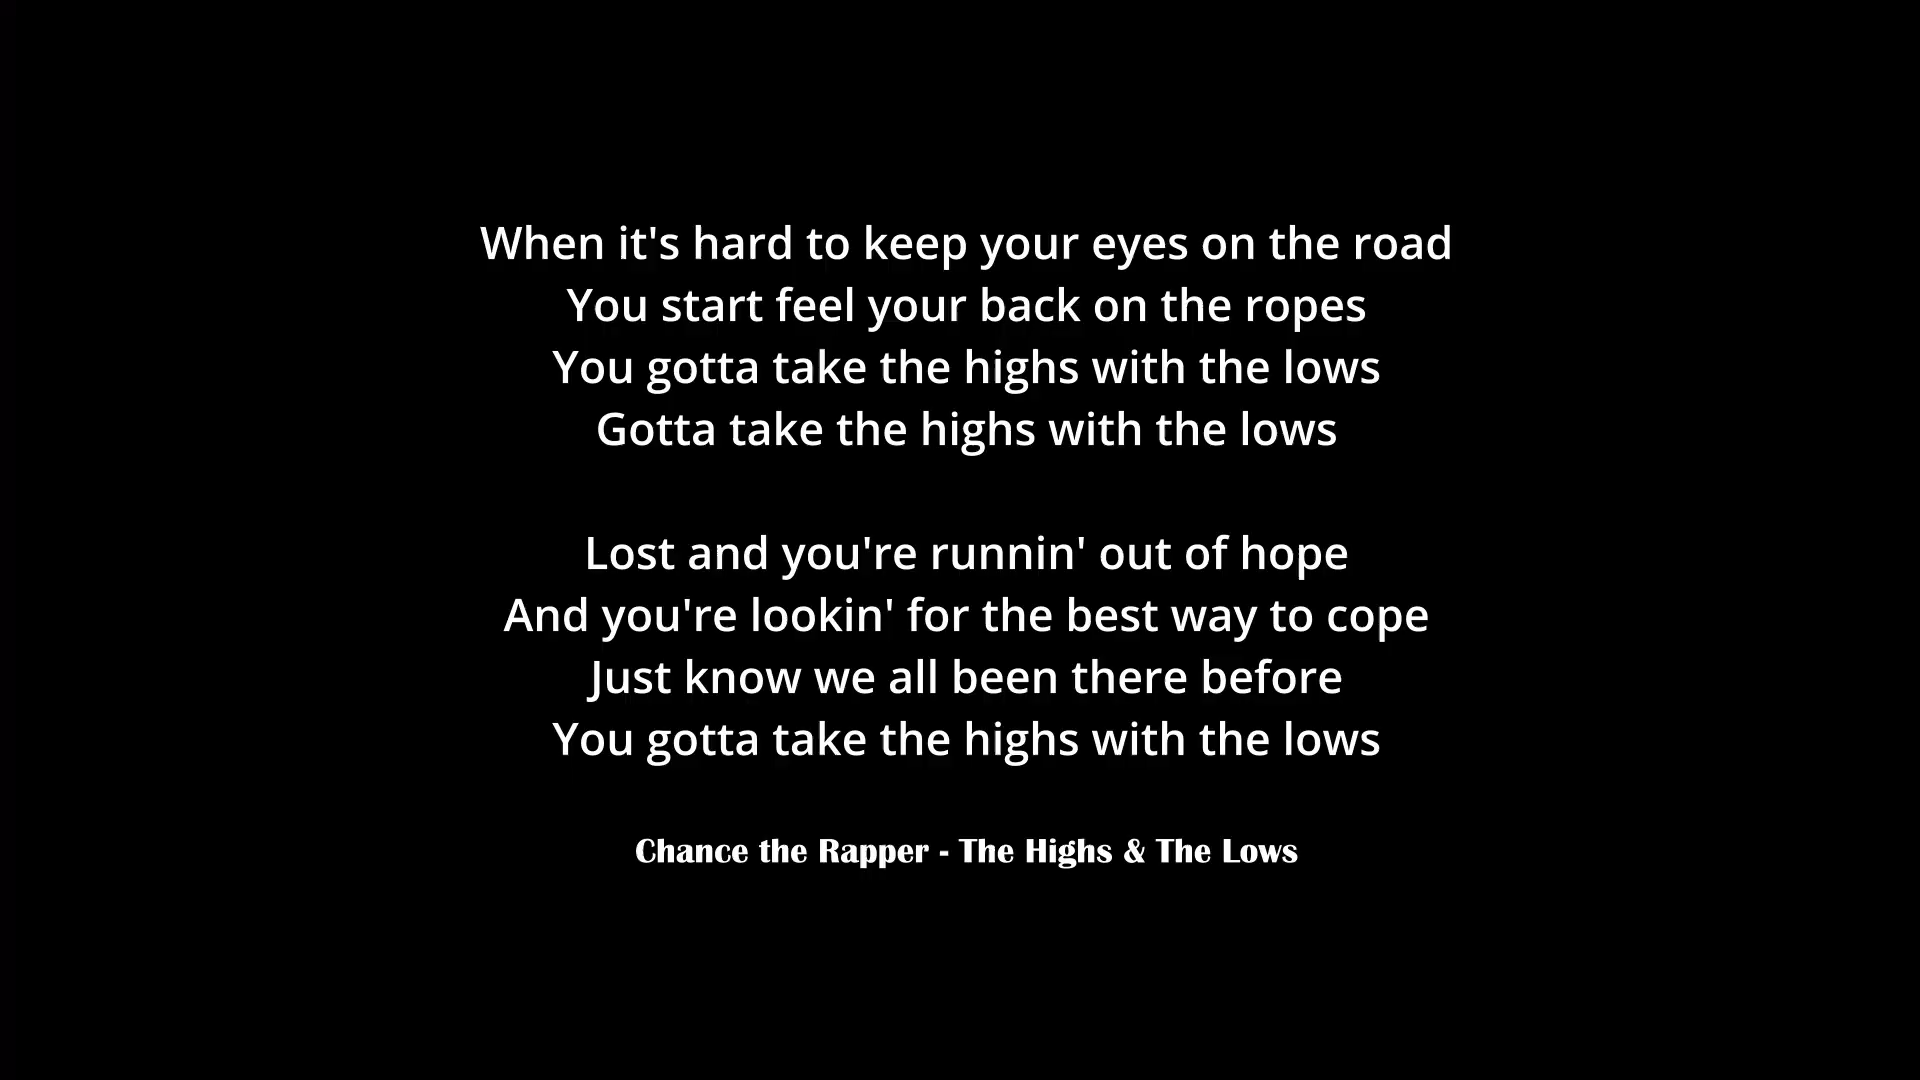 When it's hard to keep your eyes on the road
You start feel your back on the ropes
You gotta take the highs with the lows
Gotta take the highs with the lows
Lost and you're runnin' out of hope
And you're lookin' for the best way to cope
Just know we all been there before
You gotta take the highs with the lows
Chance the Rapper - The Highs & The Lows